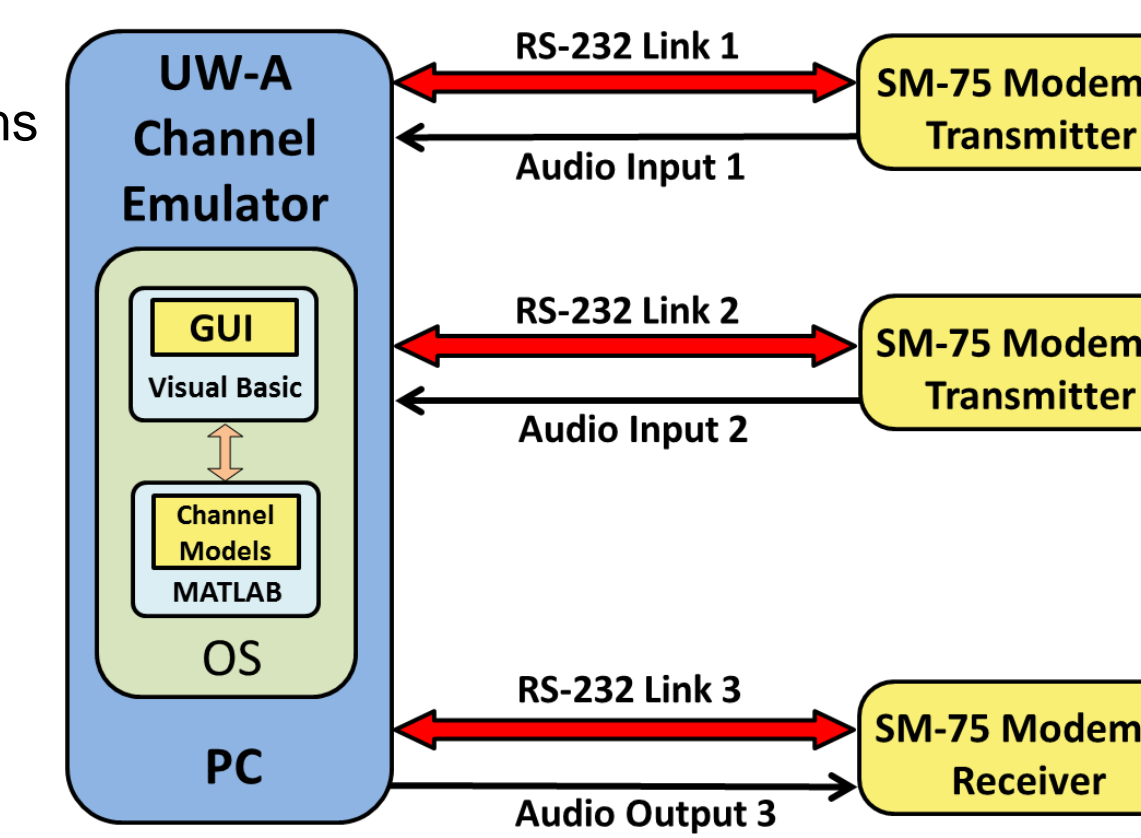 UW-A
Channel
Emulator
GUI
Visual Basic
Channel
Models
MATLAB
OS
PC
RS-232 Link 1
Audio Input 1
SM-75 Modem
Transmitter
RS-232 Link 2
Audio Input 2
SM-75 Modem
Transmitter
RS-232 Link 3
Audio Output 3
SM-75 Modem
Receiver